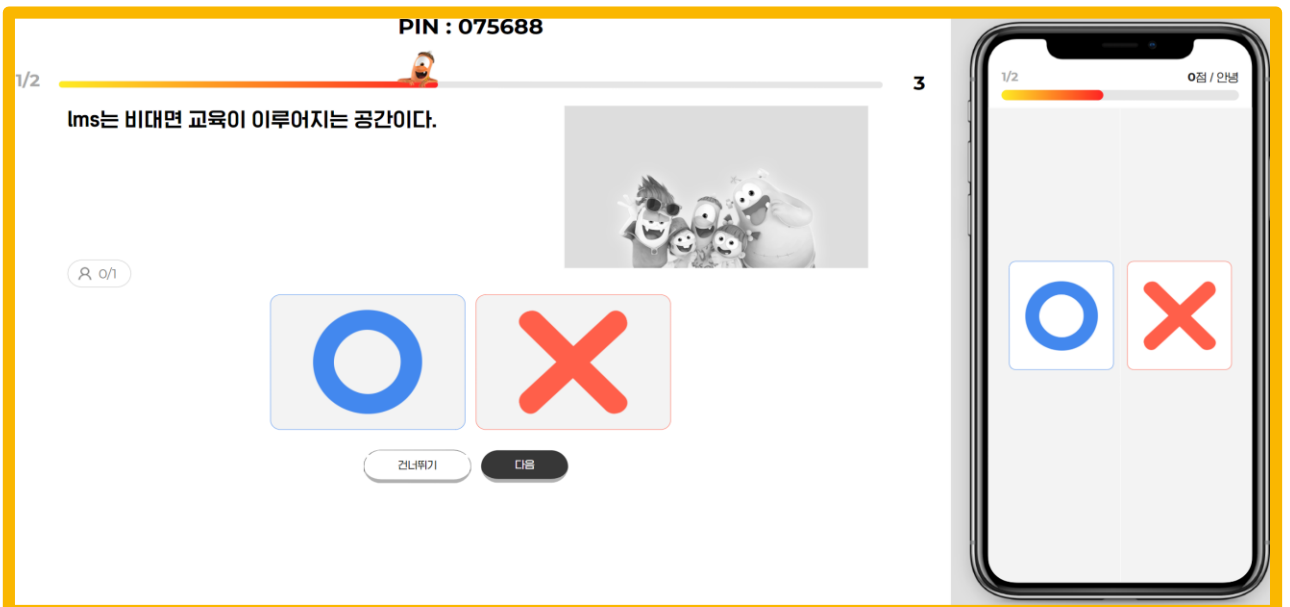 PIN : 075688
1/2
3
lms는 비대면 교육이 이루어지는 공간이다.
0/1
건너뛰기
다음
1/2
0점 / 안녕